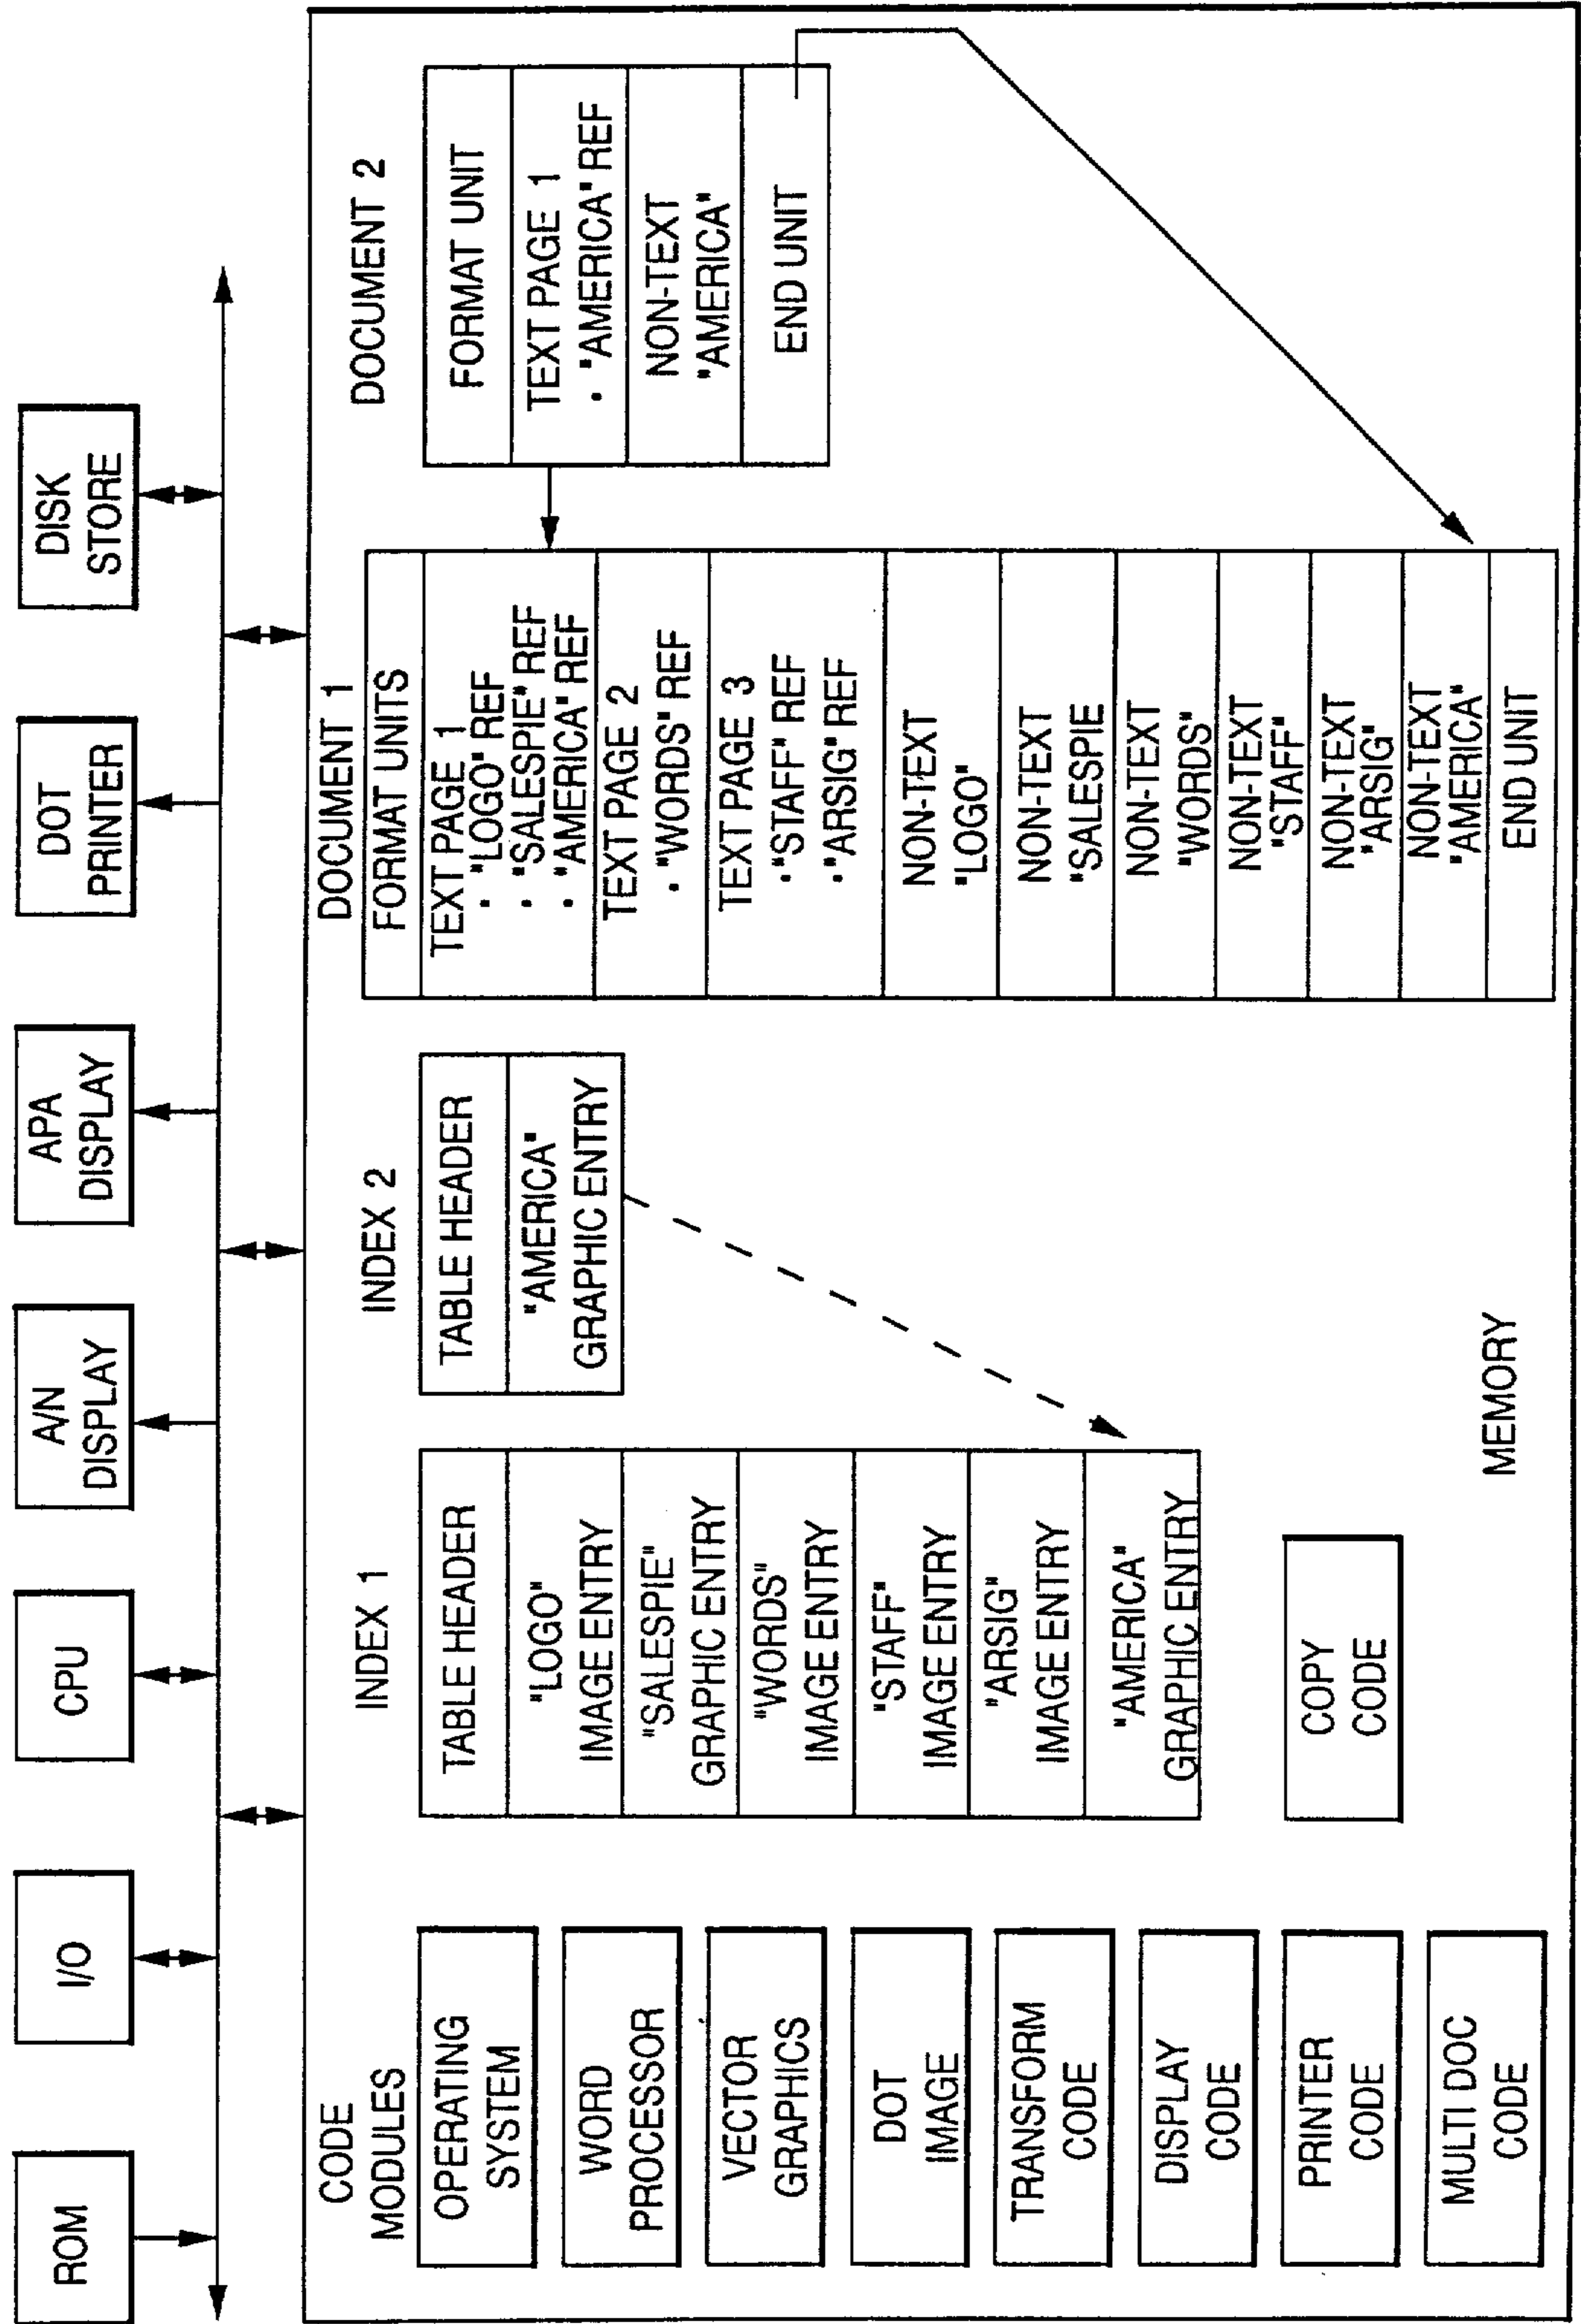 ROM
I/O
CPU
A/N
DISPLAY
APA
DISPLAY
DOT
PRINTER
DISK
STORE
CODE
MODULES
OPERATING
SYSTEM
WORD
PROCESSOR
VECTOR
GRAPHICS
DOT
IMAGE
TRANSFORM
CODE
DISPLAY
CODE
PRINTER
CODE
MULTI DOC
CODE
INDEX 1
TABLE HEADER
"LOGO"
IMAGE ENTRY
"SALESPIE"
GRAPHIC ENTRY
"WORDS"
IMAGE ENTRY
"STAFF"
IMAGE ENTRY
"ARSIG"
IMAGE ENTRY
"AMERICA"
GRAPHIC ENTRY
COPY
CODE
INDEX 2
TABLE HEADER
"AMERICA"
GRAPHIC ENTRY
MEMORY
DOCUMENT 1
FORMAT UNITS
TEXT PAGE 1
• "LOGO" REF
• "SALESPIE" REF
• "AMERICA" REF
TEXT PAGE 2
• "WORDS" REF
TEXT PAGE 3
• "STAFF" REF
• "ARSIG" REF
NON-TEXT
"LOGO"
NON-TEXT
"SALESPIE
NON-TEXT
"WORDS"
NON-TEXT
"STAFF"
NON-TEXT
"ARSIG"
NON-TEXT
"AMERICA"
END UNIT
DOCUMENT 2
FORMAT UNIT
TEXT PAGE 1
• "AMERICA" REF
NON-TEXT
"AMERICA"
END UNIT